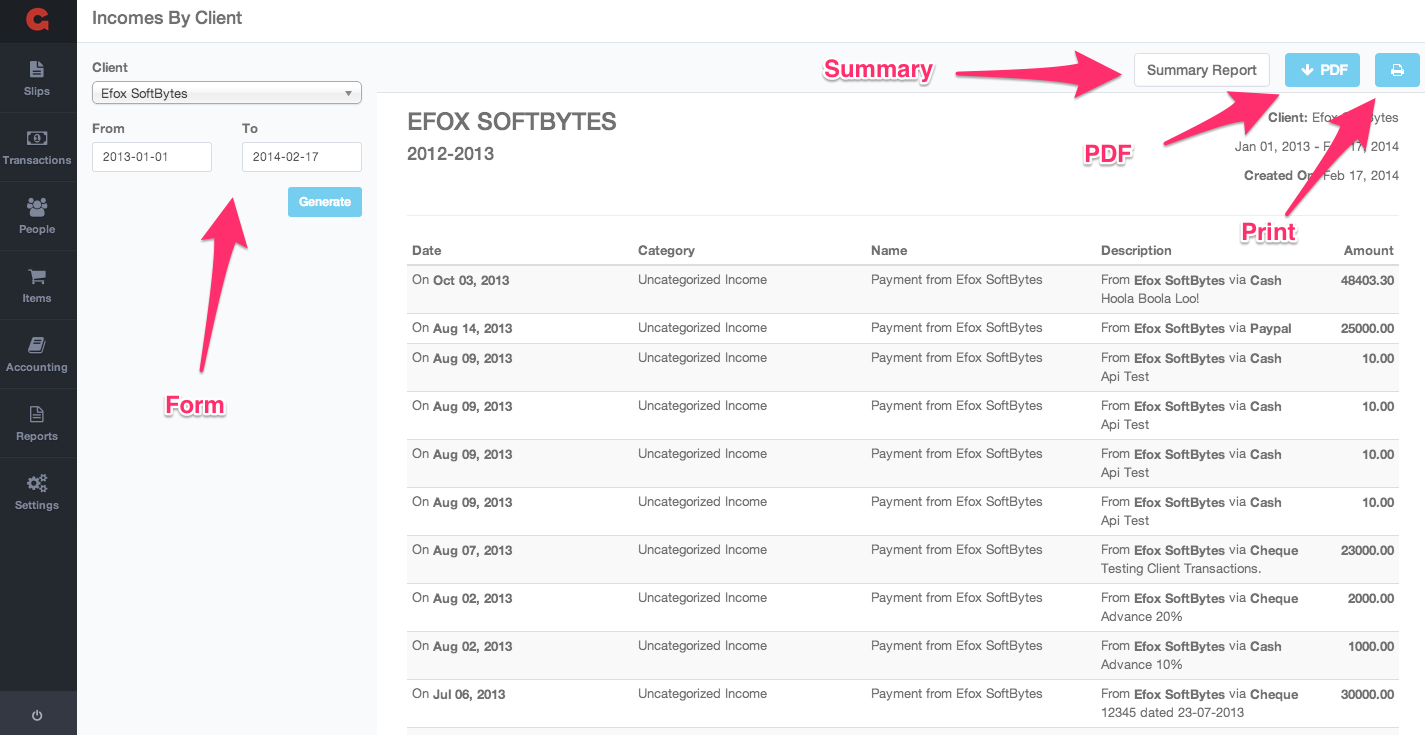 Incomes By Client
Slips
Transactions
People
Items
Accounting
Reports
Settings
Client
Efox SoftBytes
From To
2013-01-01 2014-02-17
Generate
Form
Summary
Summary Report
PDF
PDF
Print
EFOX SOFTBYTES
2012-2013
Client: Efox SoftBytes
Jan 01, 2013 - Feb 17, 2014
Created On: Feb 17, 2014
Date Category Name Description Amount
On Oct 03, 2013 Uncategorized Income Payment from Efox SoftBytes From Efox SoftBytes via Cash 48403.30
Hoola Boola Loo!
On Aug 14, 2013 Uncategorized Income Payment from Efox SoftBytes From Efox SoftBytes via Paypal 25000.00
On Aug 09, 2013 Uncategorized Income Payment from Efox SoftBytes From Efox SoftBytes via Cash 10.00
Api Test
On Aug 09, 2013 Uncategorized Income Payment from Efox SoftBytes From Efox SoftBytes via Cash 10.00
Api Test
On Aug 09, 2013 Uncategorized Income Payment from Efox SoftBytes From Efox SoftBytes via Cash 10.00
Api Test
On Aug 09, 2013 Uncategorized Income Payment from Efox SoftBytes From Efox SoftBytes via Cash 10.00
Api Test
On Aug 07, 2013 Uncategorized Income Payment from Efox SoftBytes From Efox SoftBytes via Cheque 23000.00
Testing Client Transactions.
On Aug 02, 2013 Uncategorized Income Payment from Efox SoftBytes From Efox SoftBytes via Cheque 2000.00
Advance 20%
On Aug 02, 2013 Uncategorized Income Payment from Efox SoftBytes From Efox SoftBytes via Cash 1000.00
Advance 10%
On Jul 06, 2013 Uncategorized Income Payment from Efox SoftBytes From Efox SoftBytes via Cheque 30000.00
12345 dated 23-07-2013